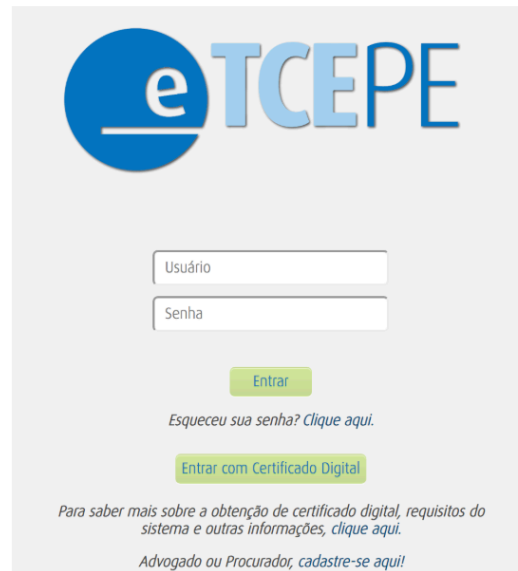 eTCEPE
Usuário
Senha
Entrar
Esqueceu sua senha? Clique aqui.
Entrar com Certificado Digital
Para saber mais sobre a obtenção de certificado digital, requisitos do
sistema e outras informações, clique aqui.
Advogado ou Procurador, cadastre-se aqui!